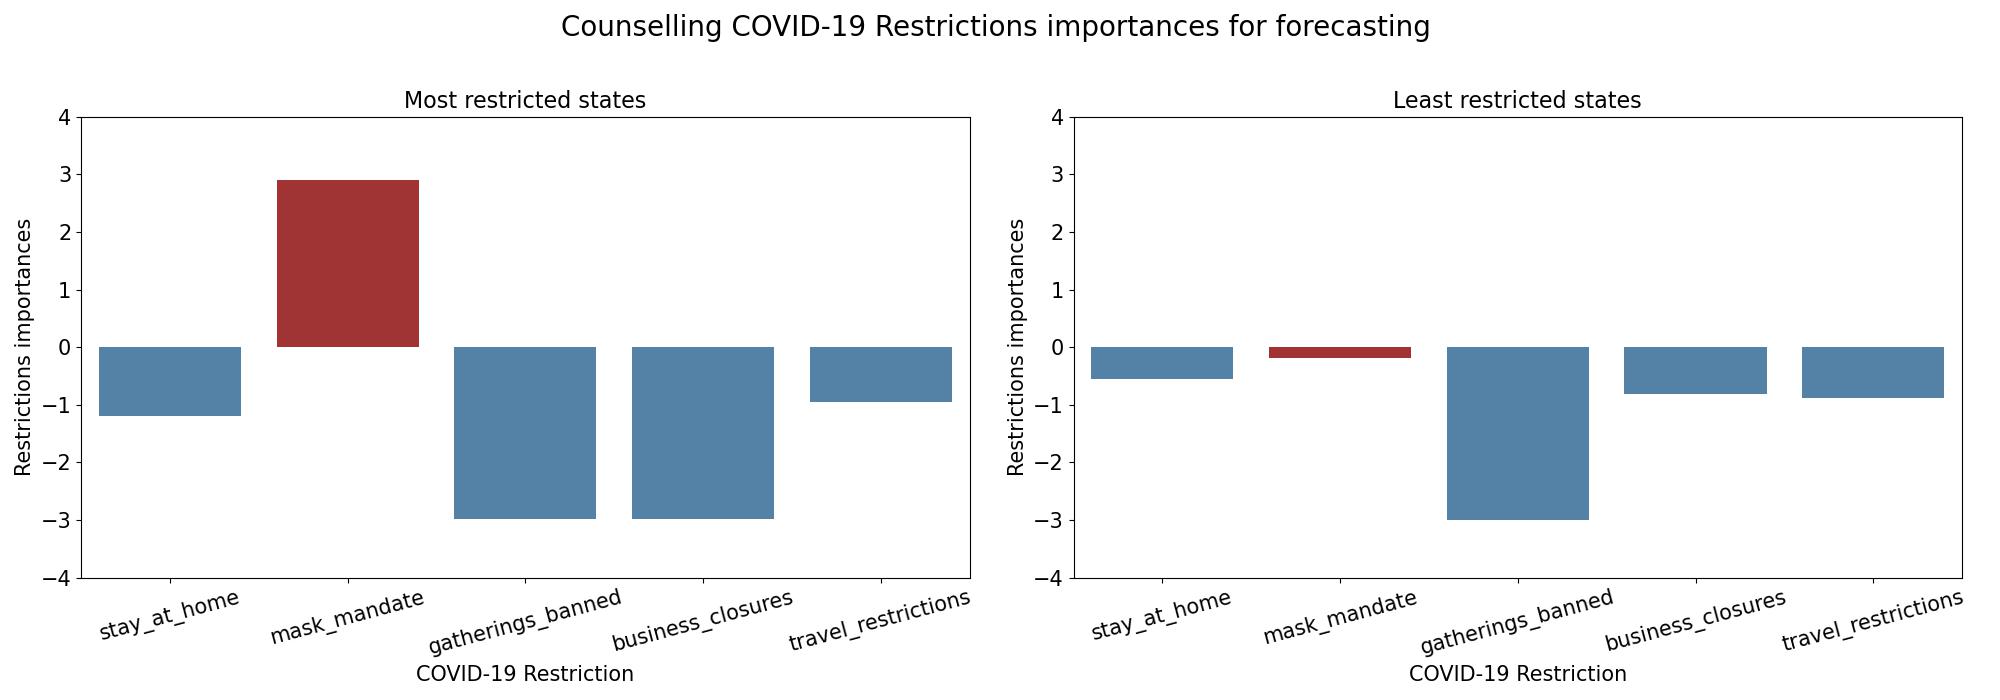 Counselling COVID-19 Restrictions importances for forecasting
Most restricted states
Restrictions importances
4
3
2
1
0
−1
−2
−3
−4
stay_at_home
mask_mandate
gatherings_banned
business_closures
travel_restrictions
COVID-19 Restriction
Least restricted states
Restrictions importances
4
3
2
1
0
−1
−2
−3
−4
stay_at_home
mask_mandate
gatherings_banned
business_closures
travel_restrictions
COVID-19 Restriction